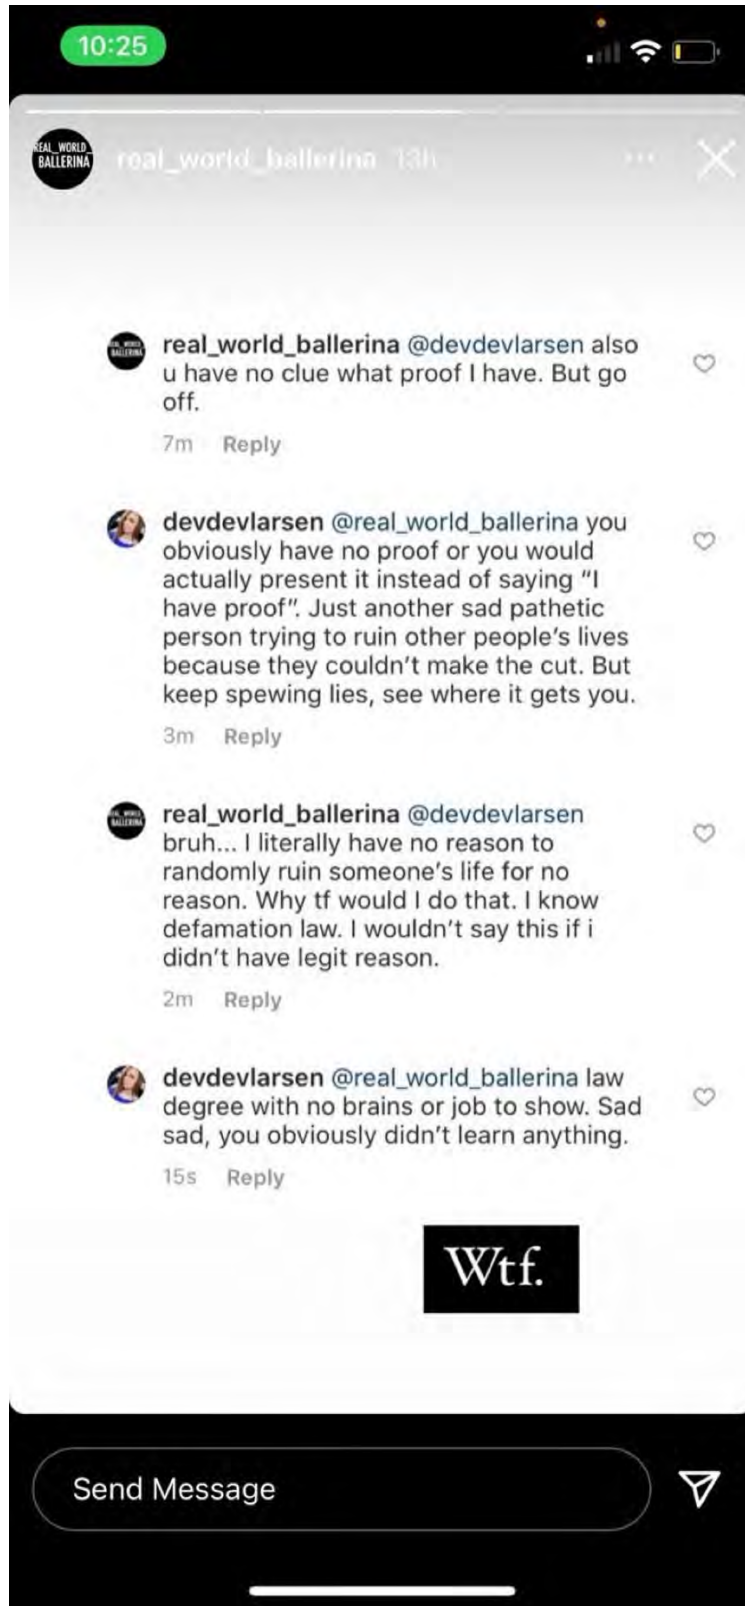 10:25
REAL_WORLD_
BALLERINA
real_world_ballerina 13h
real_world_ballerina @devdevlarsen also
u have no clue what proof I have. But go
off.
7m Reply
devdevlarsen @real_world_ballerina you
obviously have no proof or you would
actually present it instead of saying “I
have proof”. Just another sad pathetic
person trying to ruin other people’s lives
because they couldn’t make the cut. But
keep spewing lies, see where it gets you.
3m Reply
real_world_ballerina @devdevlarsen
bruh... I literally have no reason to
randomly ruin someone’s life for no
reason. Why tf would I do that. I know
defamation law. I wouldn’t say this if i
didn’t have legit reason.
2m Reply
devdevlarsen @real_world_ballerina law
degree with no brains or job to show. Sad
sad, you obviously didn’t learn anything.
15s Reply
Wtf.
Send Message